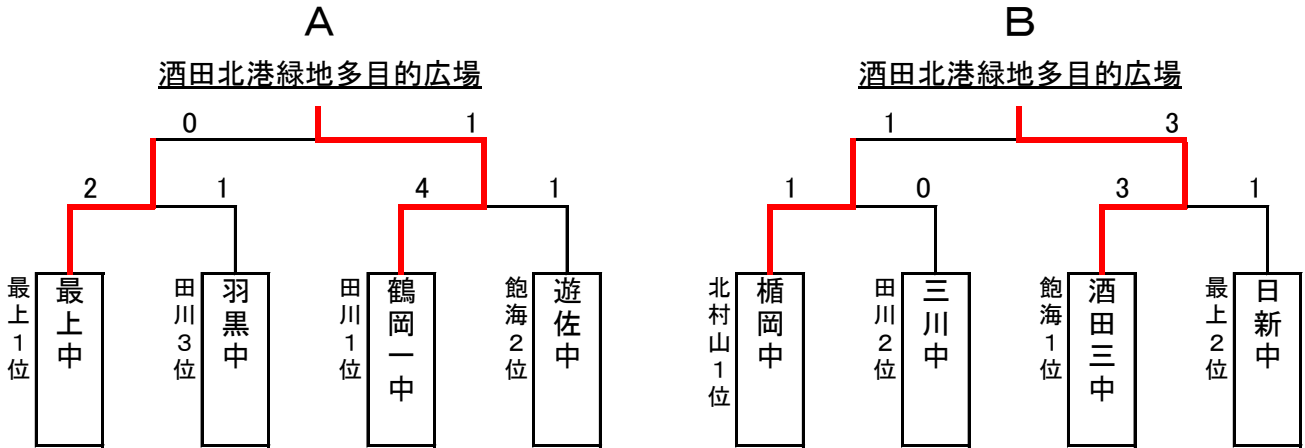 A
酒田北港緑地多目的広場
0
1
2
1
4
1
最上1位
最上中
田川3位
羽黒中
田川1位
鶴岡一中
飽海2位
遊佐中
B
酒田北港緑地多目的広場
1
3
1
0
3
1
北村山1位
楯岡中
田川2位
三川中
飽海1位
酒田三中
最上2位
日新中